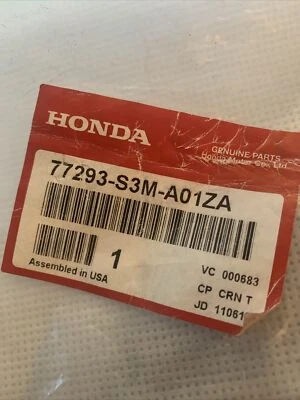 HONDA
GENUINE PARTS
Honda Motor Co., Ltd.
77293-S3M-A01ZA
1
VC 000683
Assembled in USA
CP CRN T
JD 11061